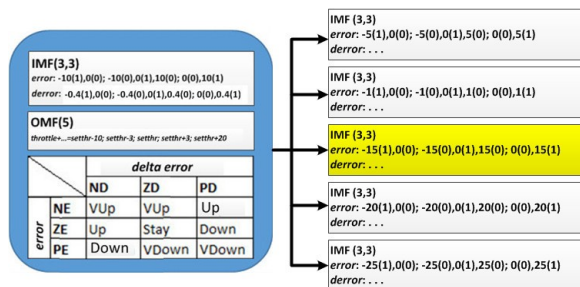 IMF(3,3)
error: -10(1),0(0); -10(0),0(1),10(0); 0(0),10(1)
derror: -0.4(1),0(0); -0.4(0),0(1),0.4(0); 0(0),0.4(1)
OMF(5)
throttle+...=setthr-10; setthr-3; setthr; setthr+3; setthr+20
delta error
ND ZD PD
error
NE VUp VUp Up
ZE Up Stay Down
PE Down VDown VDown
IMF (3,3)
error: -5(1),0(0); -5(0),0(1),5(0); 0(0),5(1)
derror: . . .
IMF (3,3)
error: -1(1),0(0); -1(0),0(1),1(0); 0(0),1(1)
derror: . . .
IMF (3,3)
error: -15(1),0(0); -15(0),0(1),15(0); 0(0),15(1)
derror: . . .
IMF (3,3)
error: -20(1),0(0); -20(0),0(1),20(0); 0(0),20(1)
derror: . . .
IMF (3,3)
error: -25(1),0(0); -25(0),0(1),25(0); 0(0),25(1)
derror: . . .